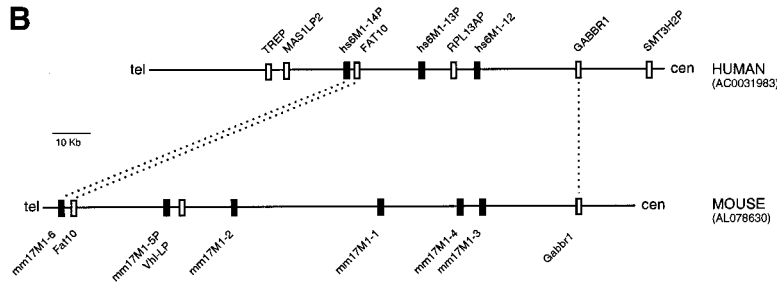 B
TREP
MAS1LP2
hs6M1-14P
FAT10
hs6M1-13P
RPL13AP
hs6M1-12
GABBR1
SMT3H2P
tel
cen
HUMAN
(AC0031983)
10 Kb
tel
cen
MOUSE
(AL078630)
mm17M1-6
Fat10
mm17M1-5P
Vhl-LP
mm17M1-2
mm17M1-1
mm17M1-4
mm17M1-3
Gabbr1